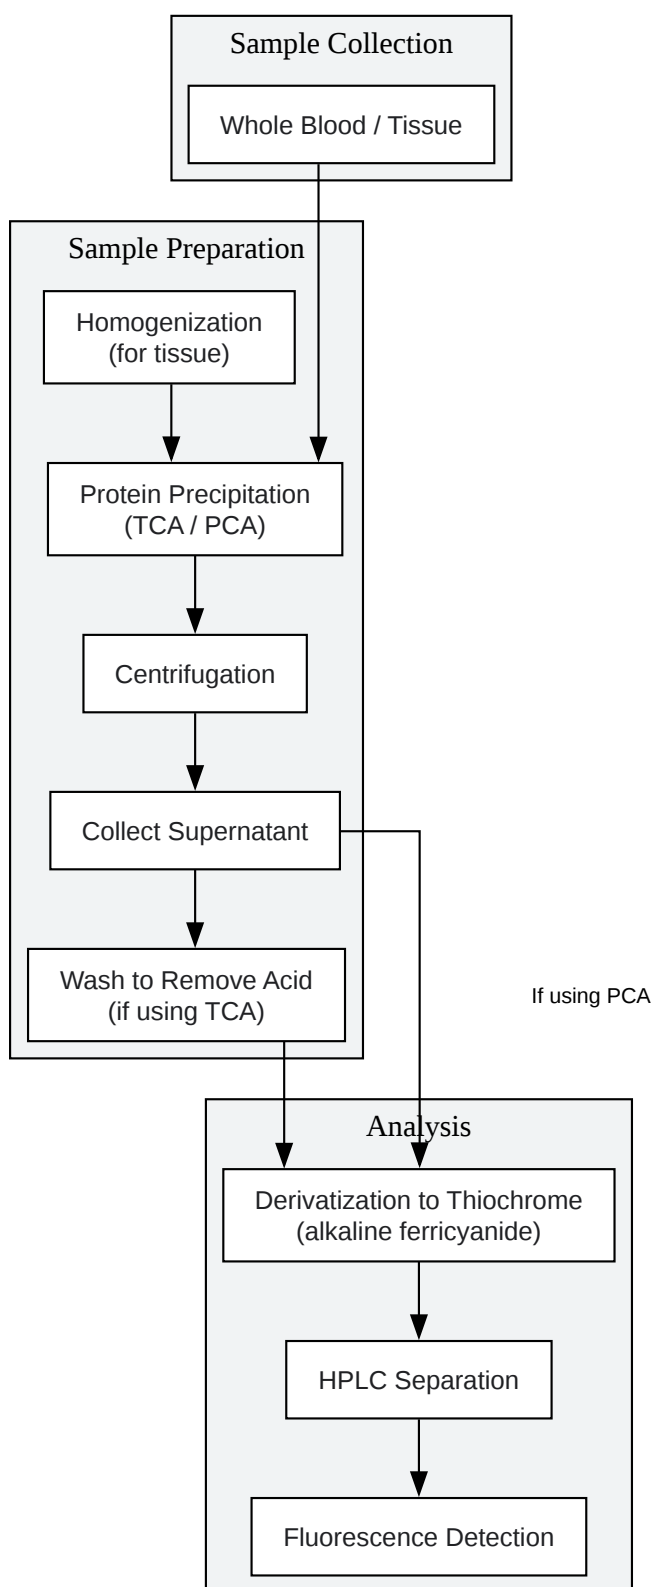 Sample Collection
Whole Blood / Tissue
Sample Preparation
Homogenization
(for tissue)
Protein Precipitation
(TCA / PCA)
Centrifugation
Collect Supernatant
Wash to Remove Acid
(if using TCA)
If using PCA
Analysis
Derivatization to Thiochrome
(alkaline ferricyanide)
HPLC Separation
Fluorescence Detection